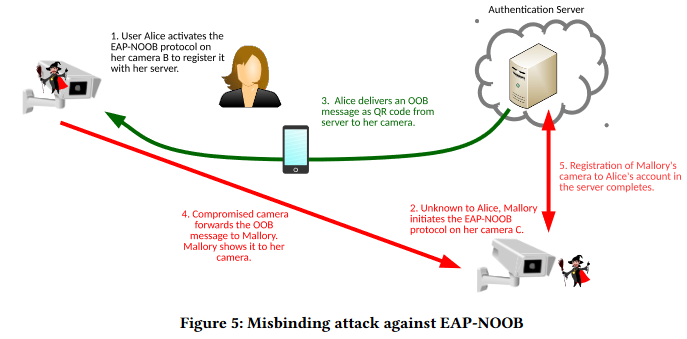 Authentication Server
1. User Alice activates the
EAP-NOOB protocol on
her camera B to register it
with her server.
3. Alice delivers an OOB
message as QR code from
server to her camera.
5. Registration of Mallory's
camera to Alice's account in
the server completes.
4. Compromised camera
forwards the OOB
message to Mallory.
Mallory shows it to her
camera.
2. Unknown to Alice, Mallory
initiates the EAP-NOOB
protocol on her camera C.
Figure 5: Misbinding attack against EAP-NOOB